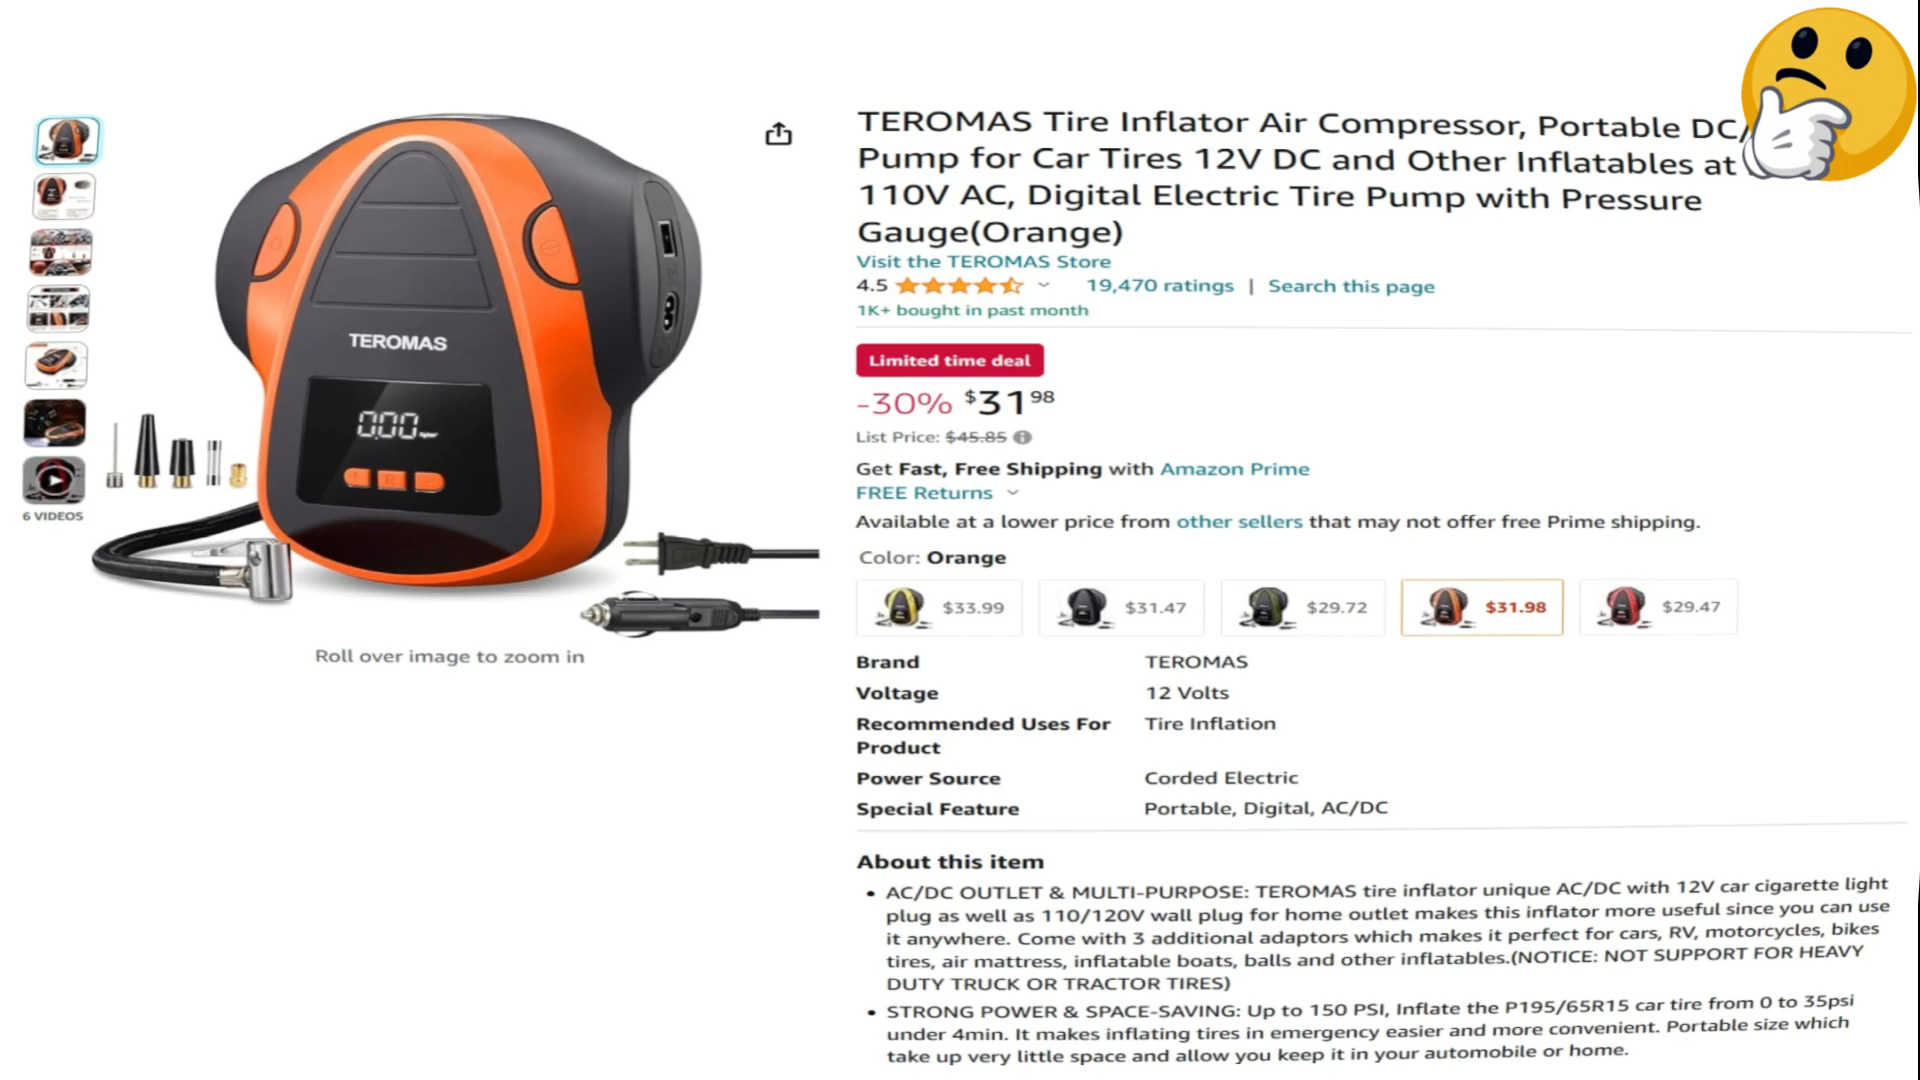 TEROMAS Tire Inflator Air Compressor, Portable DC/
Pump for Car Tires 12V DC and Other Inflatables at
110V AC, Digital Electric Tire Pump with Pressure
Gauge(Orange)
Visit the TEROMAS Store
4.5 19,470 ratings | Search this page
1K+ bought in past month
Limited time deal
-30% $31 98
List Price: $45.85
Get Fast, Free Shipping with Amazon Prime
FREE Returns
Available at a lower price from other sellers that may not offer free Prime shipping.
Color: Orange
$33.99 $31.47 $29.72 $31.98 $29.47
Brand TEROMAS
Voltage 12 Volts
Recommended Uses For Tire Inflation
Product
Power Source Corded Electric
Special Feature Portable, Digital, AC/DC
About this item
• AC/DC OUTLET & MULTI-PURPOSE: TEROMAS tire inflator unique AC/DC with 12V car cigarette light
plug as well as 110/120V wall plug for home outlet makes this inflator more useful since you can use
it anywhere. Come with 3 additional adaptors which makes it perfect for cars, RV, motorcycles, bikes
tires, air mattress, inflatable boats, balls and other inflatables.(NOTICE: NOT SUPPORT FOR HEAVY
DUTY TRUCK OR TRACTOR TIRES)
• STRONG POWER & SPACE-SAVING: Up to 150 PSI, Inflate the P195/65R15 car tire from 0 to 35psi
under 4min. It makes inflating tires in emergency easier and more convenient. Portable size which
take up very little space and allow you keep it in your automobile or home.
TEROMAS
0.00
6 VIDEOS
Roll over image to zoom in